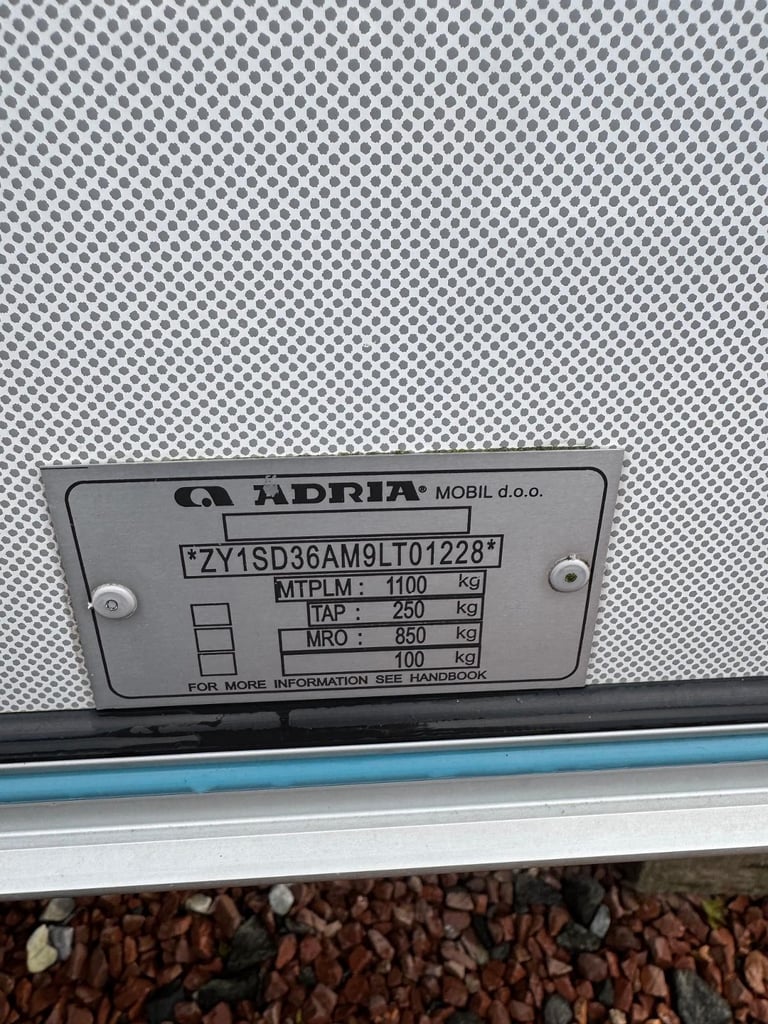 ADRIA® MOBIL d.o.o.
*ZY1SD36AM9LT01228*
MTPLM : 1100 kg
TAP : 250 kg
MRO : 850 kg
100 kg
FOR MORE INFORMATION SEE HANDBOOK